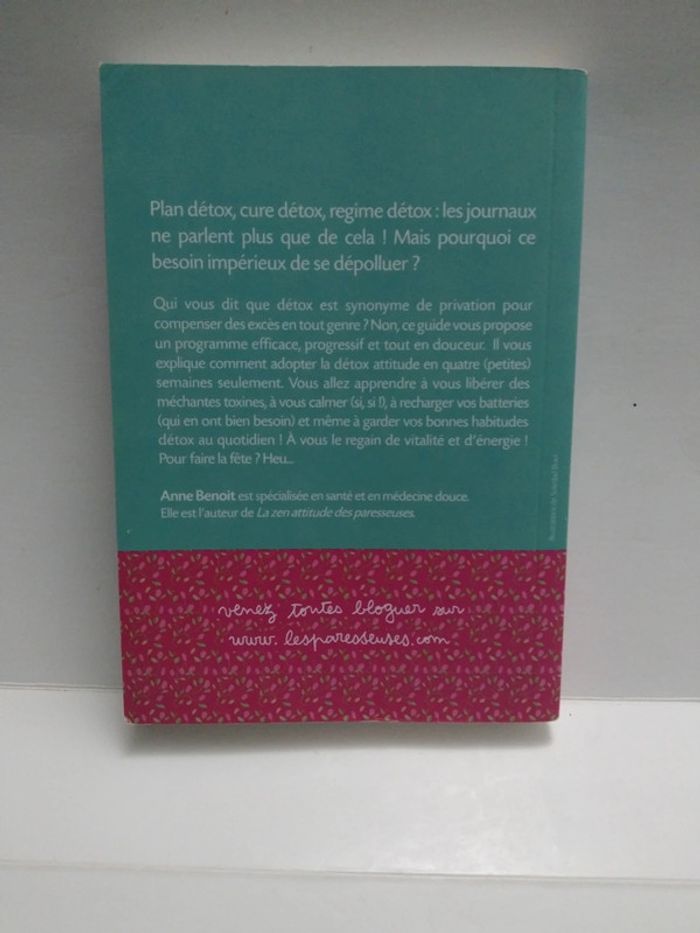 Plan détox, cure détox, regime détox : les journaux
ne parlent plus que de cela ! Mais pourquoi ce
besoin impérieux de se dépolluer ?
Qui vous dit que détox est synonyme de privation pour
compenser des excès en tout genre ? Non, ce guide vous propose
un programme efficace, progressif et tout en douceur. Il vous
explique comment adopter la détox attitude en quatre (petites)
semaines seulement. Vous allez apprendre à vous libérer des
méchantes toxines, à vous calmer (si, si !), à recharger vos batteries
(qui en ont bien besoin) et même à garder vos bonnes habitudes
détox au quotidien ! À vous le regain de vitalité et d'énergie !
Pour faire la fête ? Heu...
Anne Benoit est spécialisée en santé et en médecine douce.
Elle est l'auteur de La zen attitude des paresseuses.
venez toutes bloguer sur
www.lesparesseuses.com